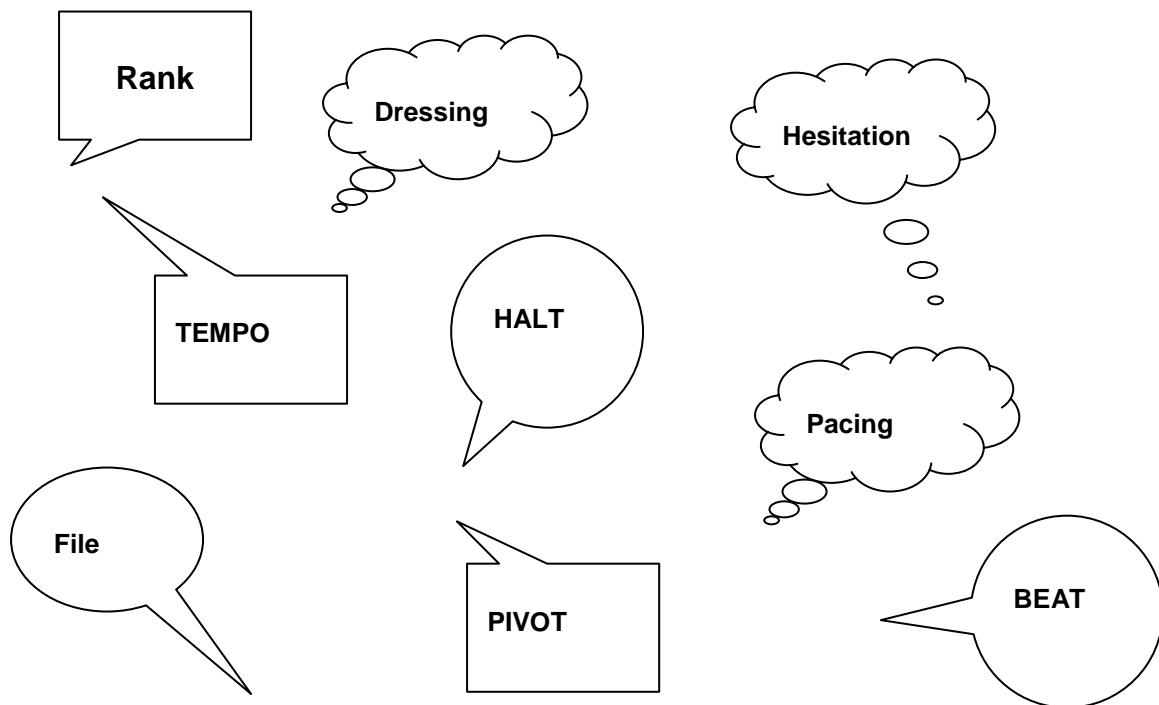 Rank
Dressing
Hesitation
TEMPO
HALT
Pacing
File
PIVOT
BEAT